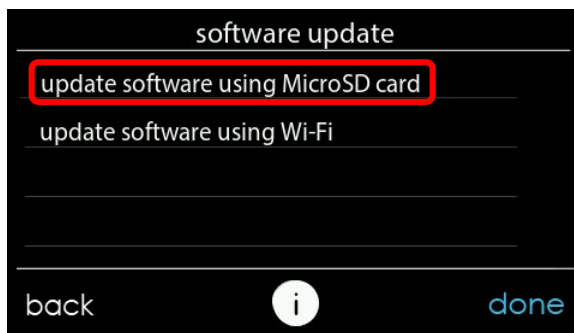 software update
update software using MicroSD card
update software using Wi-Fi
back i done